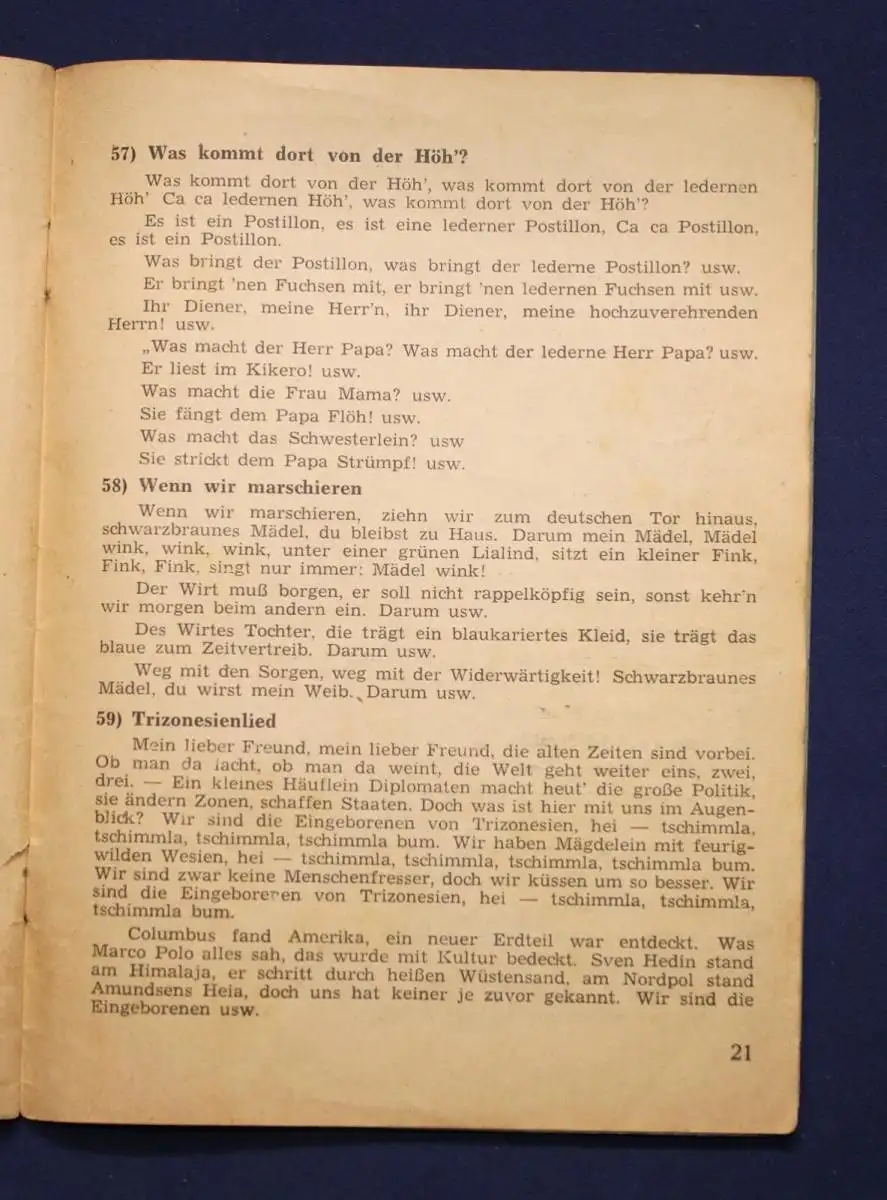 57) Was kommt dort von der Höh'?
Was kommt dort von der Höh', was kommt dort von der ledernen
Höh' Ca ca ledernen Höh', was kommt dort von der Höh'?
Es ist ein Postillon, es ist eine lederner Postillon, Ca ca Postillon,
es ist ein Postillon.
Was bringt der Postillon, was bringt der lederne Postillon? usw.
Er bringt 'nen Fuchsen mit, er bringt 'nen ledernen Fuchsen mit usw.
Ihr Diener, meine Herr'n, ihr Diener, meine hochzuverehrenden
Herrn! usw.
„Was macht der Herr Papa? Was macht der lederne Herr Papa? usw.
Er liest im Kikero! usw.
Was macht die Frau Mama? usw.
Sie fängt dem Papa Flöh! usw.
Was macht das Schwesterlein? usw
Sie strickt dem Papa Strümpf! usw.
58) Wenn wir marschieren
Wenn wir marschieren, ziehn wir zum deutschen Tor hinaus,
schwarzbraunes Mädel, du bleibst zu Haus. Darum mein Mädel, Mädel
wink, wink, wink, unter einer grünen Lialind, sitzt ein kleiner Fink,
Fink, Fink, singt nur immer: Mädel wink!
Der Wirt muß borgen, er soll nicht rappelköpfig sein, sonst kehr'n
wir morgen beim andern ein. Darum usw.
Des Wirtes Tochter, die trägt ein blaukariertes Kleid, sie trägt das
blaue zum Zeitvertreib. Darum usw.
Weg mit den Sorgen, weg mit der Widerwärtigkeit! Schwarzbraunes
Mädel, du wirst mein Weib. Darum usw.
59) Trizonesienlied
Mein lieber Freund, mein lieber Freund, die alten Zeiten sind vorbei.
Ob man da lacht, ob man da weint, die Welt geht weiter eins, zwei,
drei. — Ein kleines Häuflein Diplomaten macht heut' die große Politik,
sie ändern Zonen, schaffen Staaten. Doch was ist hier mit uns im Augen-
blick? Wir sind die Eingeborenen von Trizonesien, hei — tschimmla,
tschimmla, tschimmla, tschimmla bum. Wir haben Mägdelein mit feurig-
wilden Wesien, hei — tschimmla, tschimmla, tschimmla, tschimmla bum.
Wir sind zwar keine Menschenfresser, doch wir küssen um so besser. Wir
sind die Eingeborenen von Trizonesien, hei — tschimmla, tschimmla,
tschimmla bum.
Columbus fand Amerika, ein neuer Erdteil war entdeckt. Was
Marco Polo alles sah, das wurde mit Kultur bedeckt. Sven Hedin stand
am Himalaja, er schritt durch heißen Wüstensand, am Nordpol stand
Amundsens Heia, doch uns hat keiner je zuvor gekannt. Wir sind die
Eingeborenen usw.
21